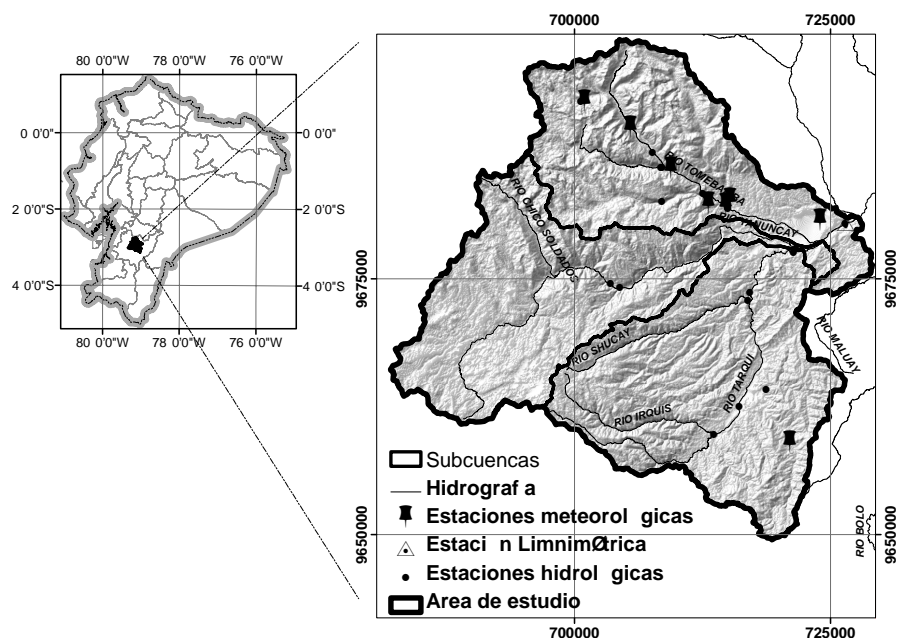 700000 725000
80 0'0"W 78 0'0"W 76 0'0"W
0 0'0" 0 0'0"
2 0'0"S 2 0'0"S
4 0'0"S 4 0'0"S
80 0'0"W 78 0'0"W 76 0'0"W
RIO TOMEBAMBA
RIO CHICO SOLDADOS
RIO YANUNCAY
9675000 9675000
RIO MALUAY
RIO SHUCAY
RIO TARQUI
RIO IRQUIS
Subcuencas
Hidrograf a
Estaciones meteorol gicas
Estaci n LimnimØtrica
Estaciones hidrol gicas
Area de estudio
RIO BOLO
9650000 9650000
700000 725000